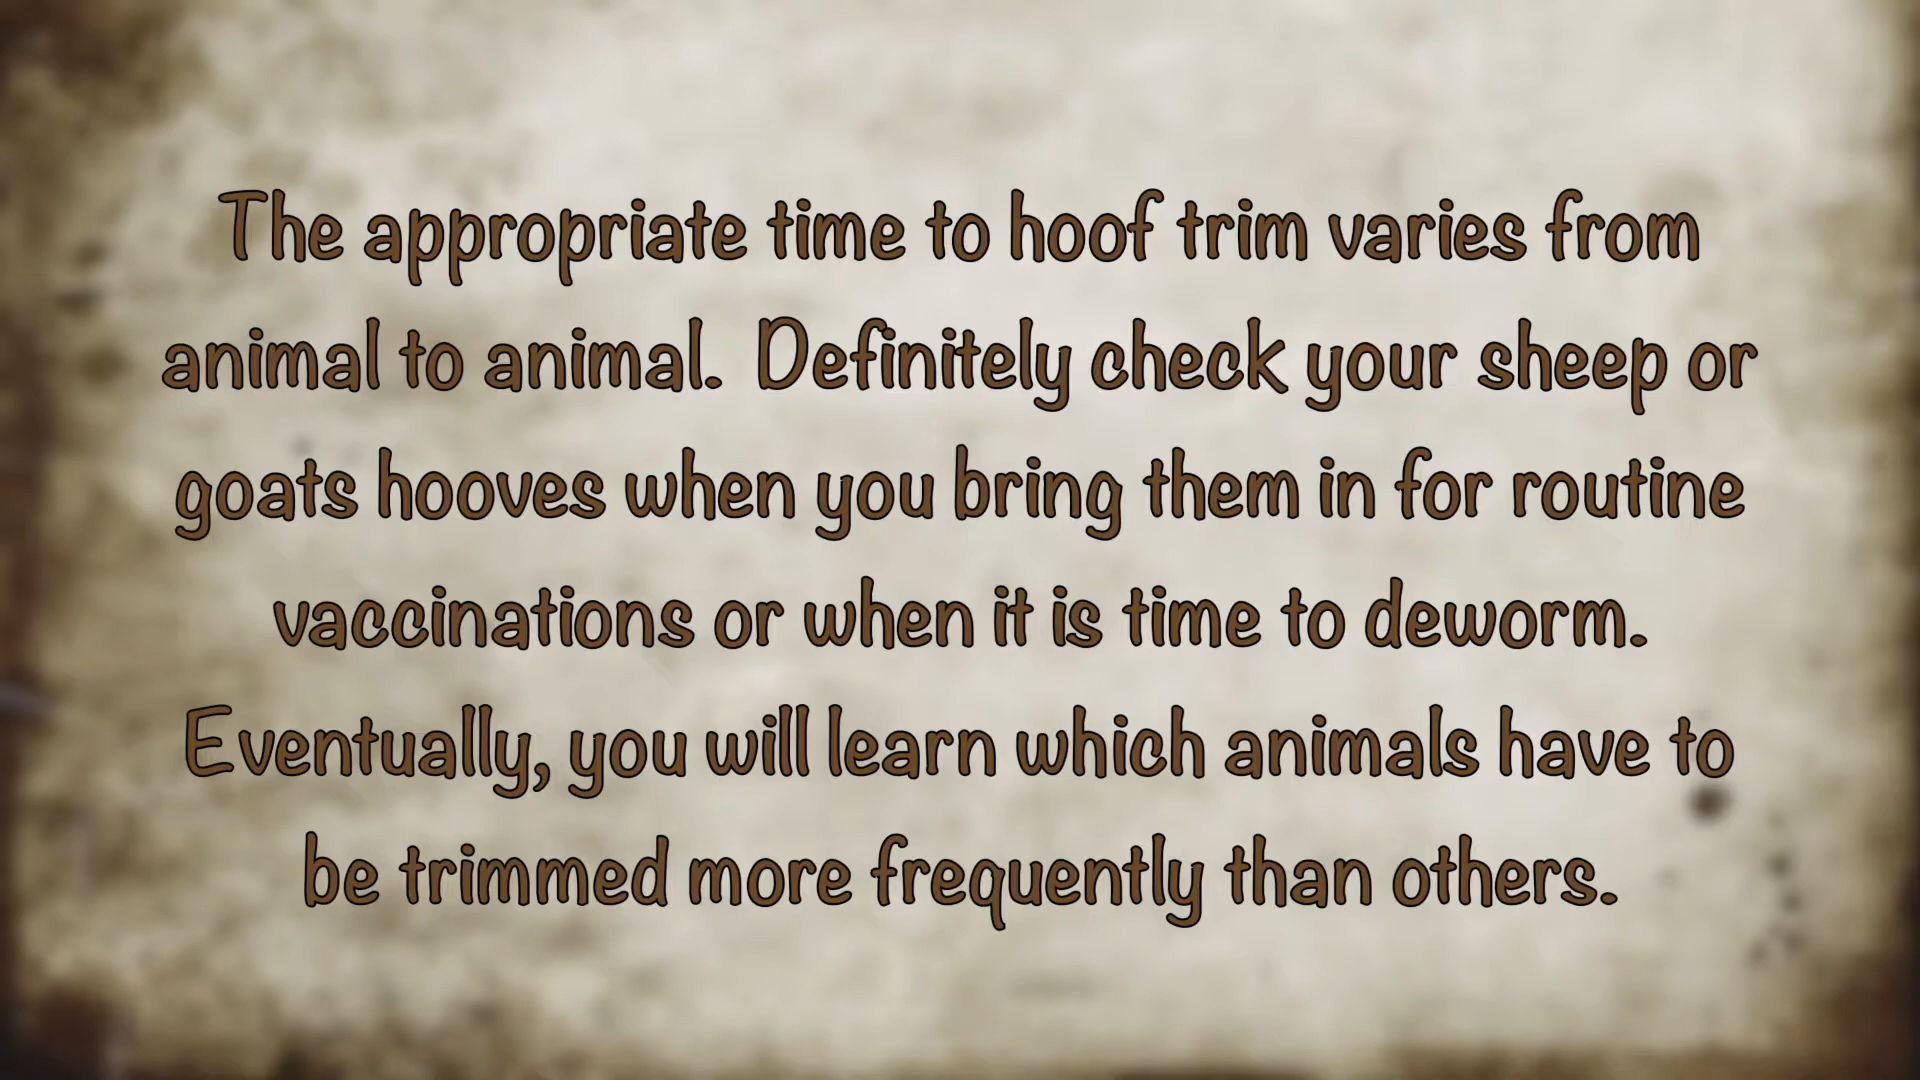 The appropriate time to hoof trim varies from
animal to animal. Definitely check your sheep or
goats hooves when you bring them in for routine
vaccinations or when it is time to deworm.
Eventually, you will learn which animals have to
be trimmed more frequently than others.